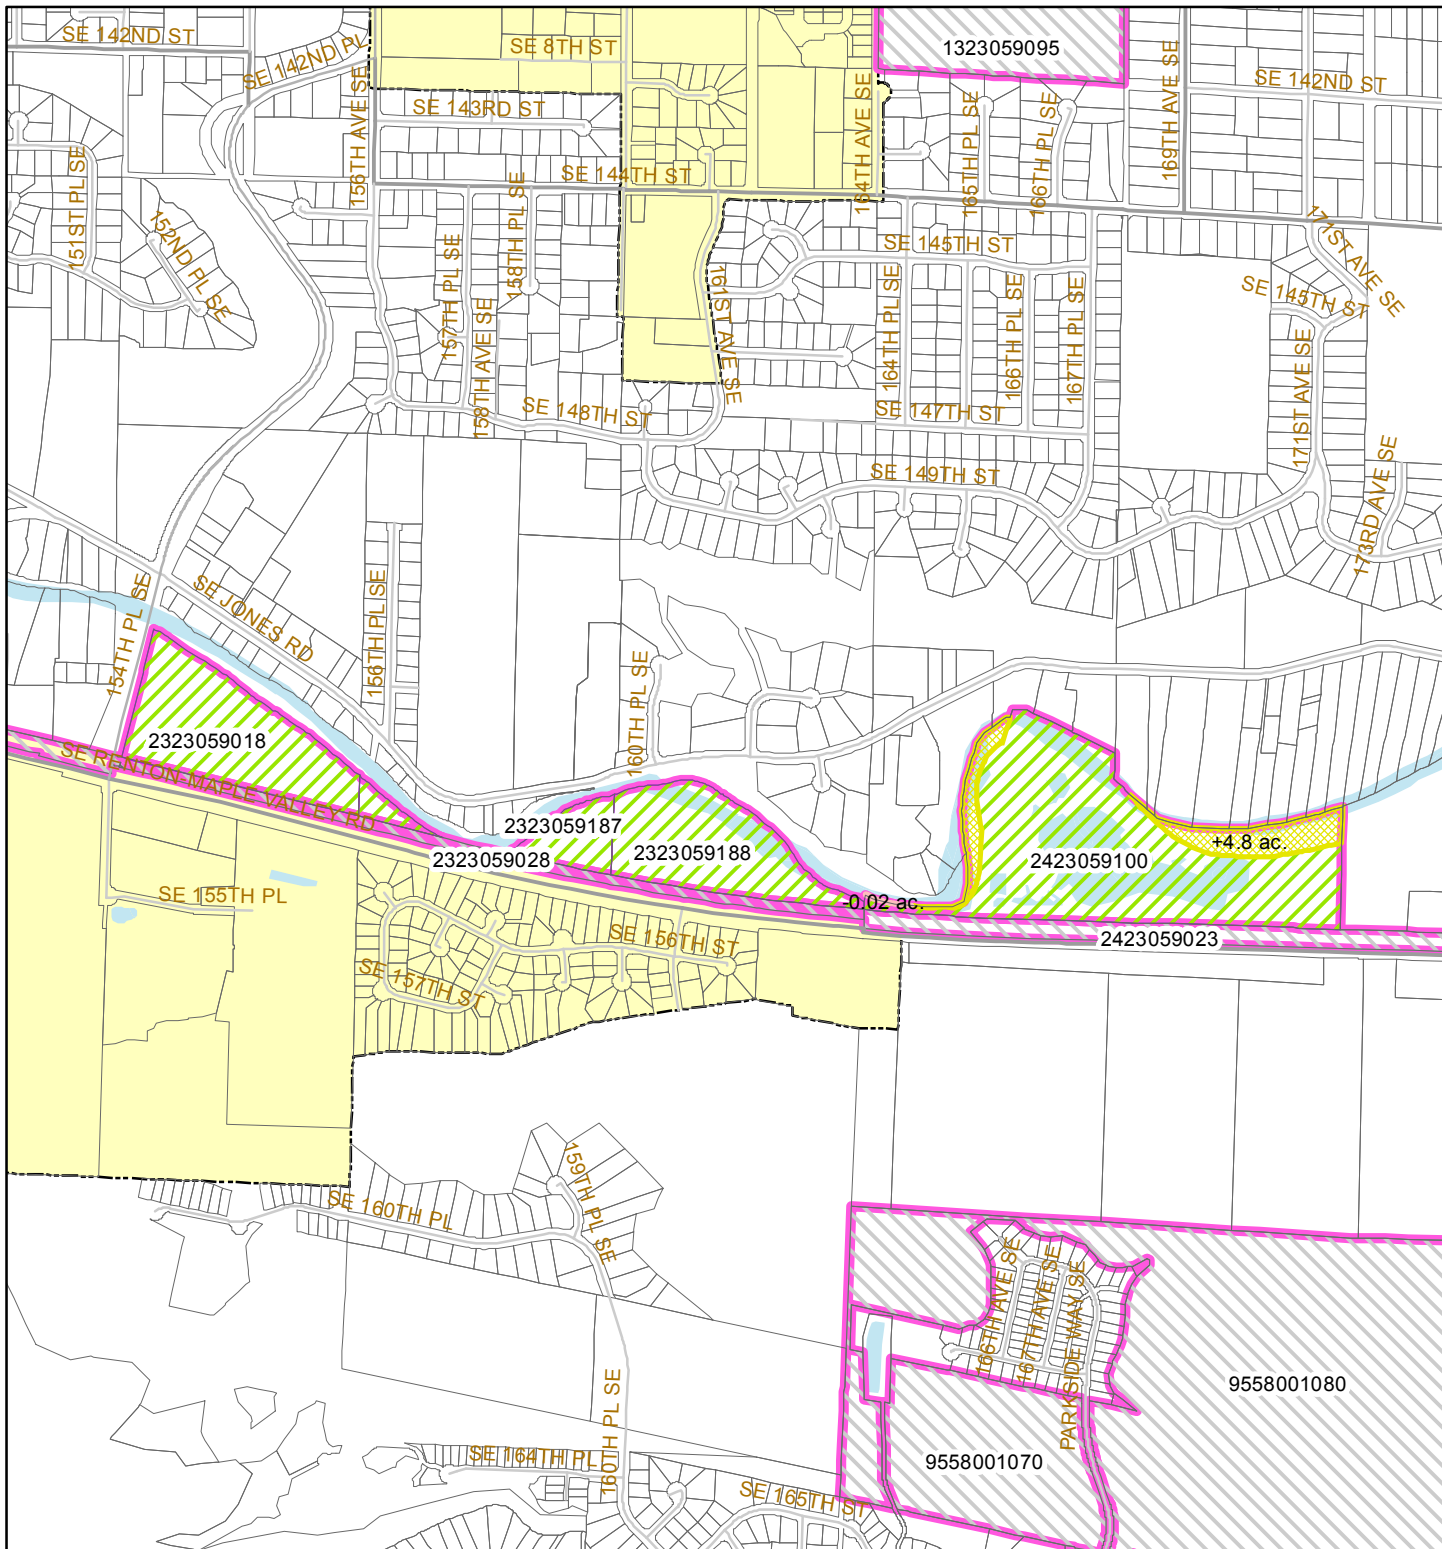 SE 142ND ST
SE 142ND PL
SE 8TH ST
1323059095
SE 142ND ST
156TH AVE SE
SE 143RD ST
164TH AVE SE
165TH PL SE
166TH PL SE
169TH AVE SE
151ST PL SE
152ND PL SE
SE 144TH ST
158TH PL SE
157TH PL SE
158TH AVE SE
161ST AVE SE
SE 145TH ST
164TH PL SE
166TH PL SE
167TH PL SE
171ST AVE SE
SE 145TH ST
171ST AVE SE
SE 148TH ST
SE 147TH ST
SE 149TH ST
173RD AVE SE
154TH PL SE
SE JONES RD
156TH PL SE
160TH PL SE
2323059018
SE RENTON-MAPLE VALLEY RD
2323059187
2323059028
2323059188
2423059100
+4.8 ac.
-0.02 ac.
2423059023
SE 155TH PL
SE 156TH ST
SE 157TH ST
159TH PL SE
SE 160TH PL
160TH PL SE
166TH AVE SE
167TH AVE SE
PARKSIDE WAY SE
9558001080
9558001070
SE 164TH PL
SE 165TH ST